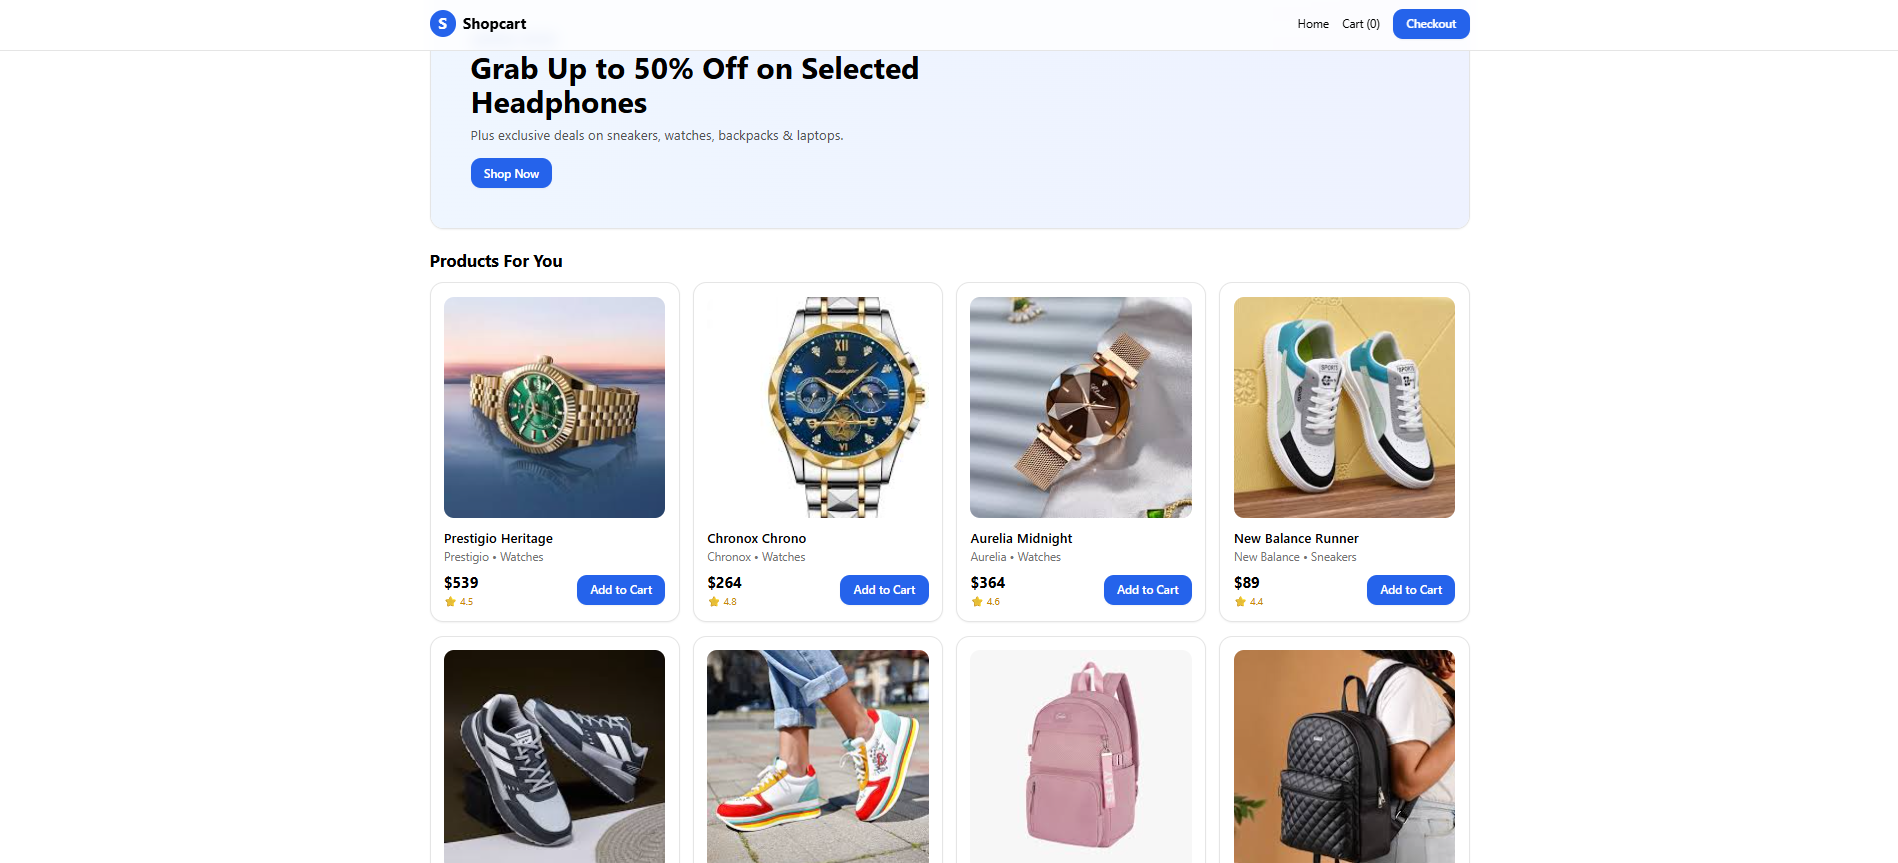 S Shopcart
Home Cart (0) Checkout
Grab Up to 50% Off on Selected
Headphones
Plus exclusive deals on sneakers, watches, backpacks & laptops.
Shop Now
Products For You
XII
SPORTS
SPORTS
Prestigio Heritage
Prestigio • Watches
$539
4.5
Add to Cart
Chronox Chrono
Chronox • Watches
$264
4.8
Add to Cart
Aurelia Midnight
Aurelia • Watches
$364
4.6
Add to Cart
New Balance Runner
New Balance • Sneakers
$89
4.4
Add to Cart